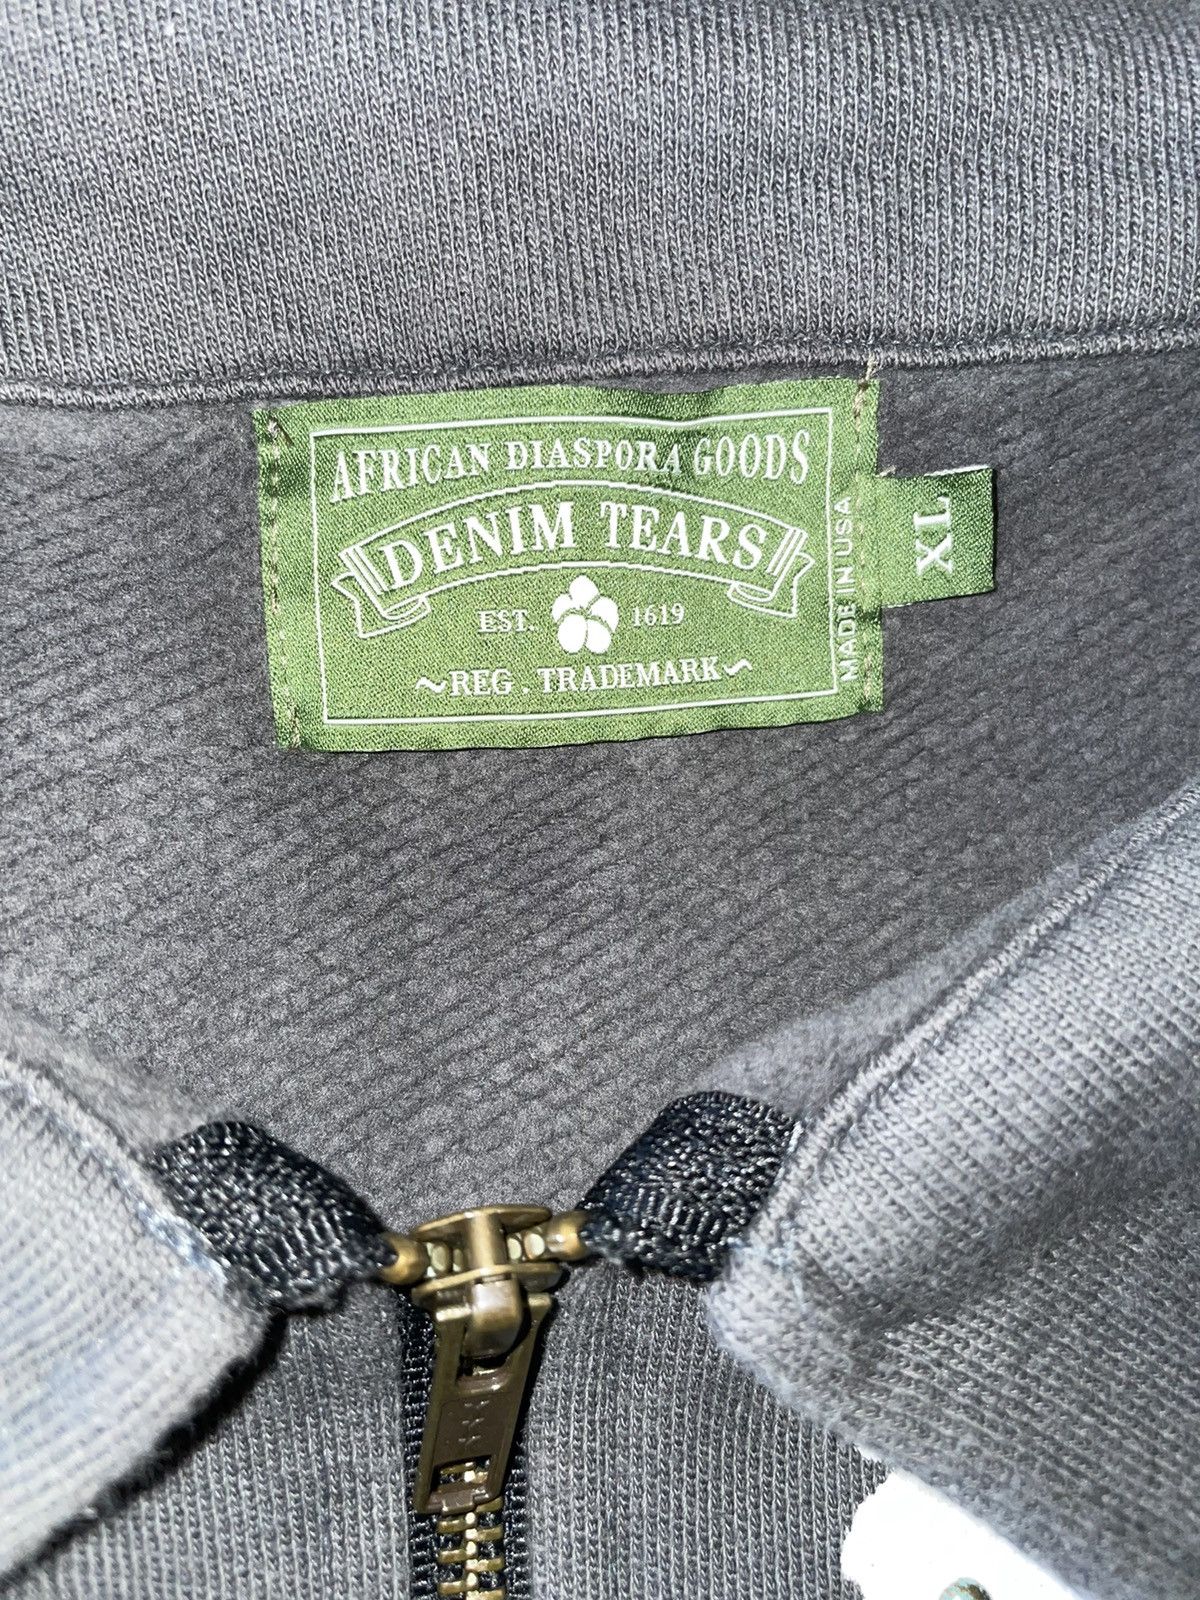 AFRICAN DIASPORA GOODS
DENIM TEARS
EST. 1619
~REG. TRADEMARK~
MADE IN USA
XL